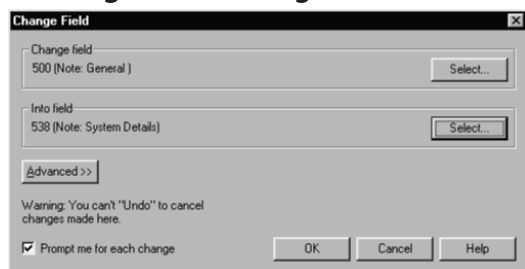 Change Field
Change field
500 (Note: General )
Select...
Into field
538 (Note: System Details)
Select...
Advanced >>
Warning: You can't "Undo" to cancel
changes made here.
Prompt me for each change
OK
Cancel
Help